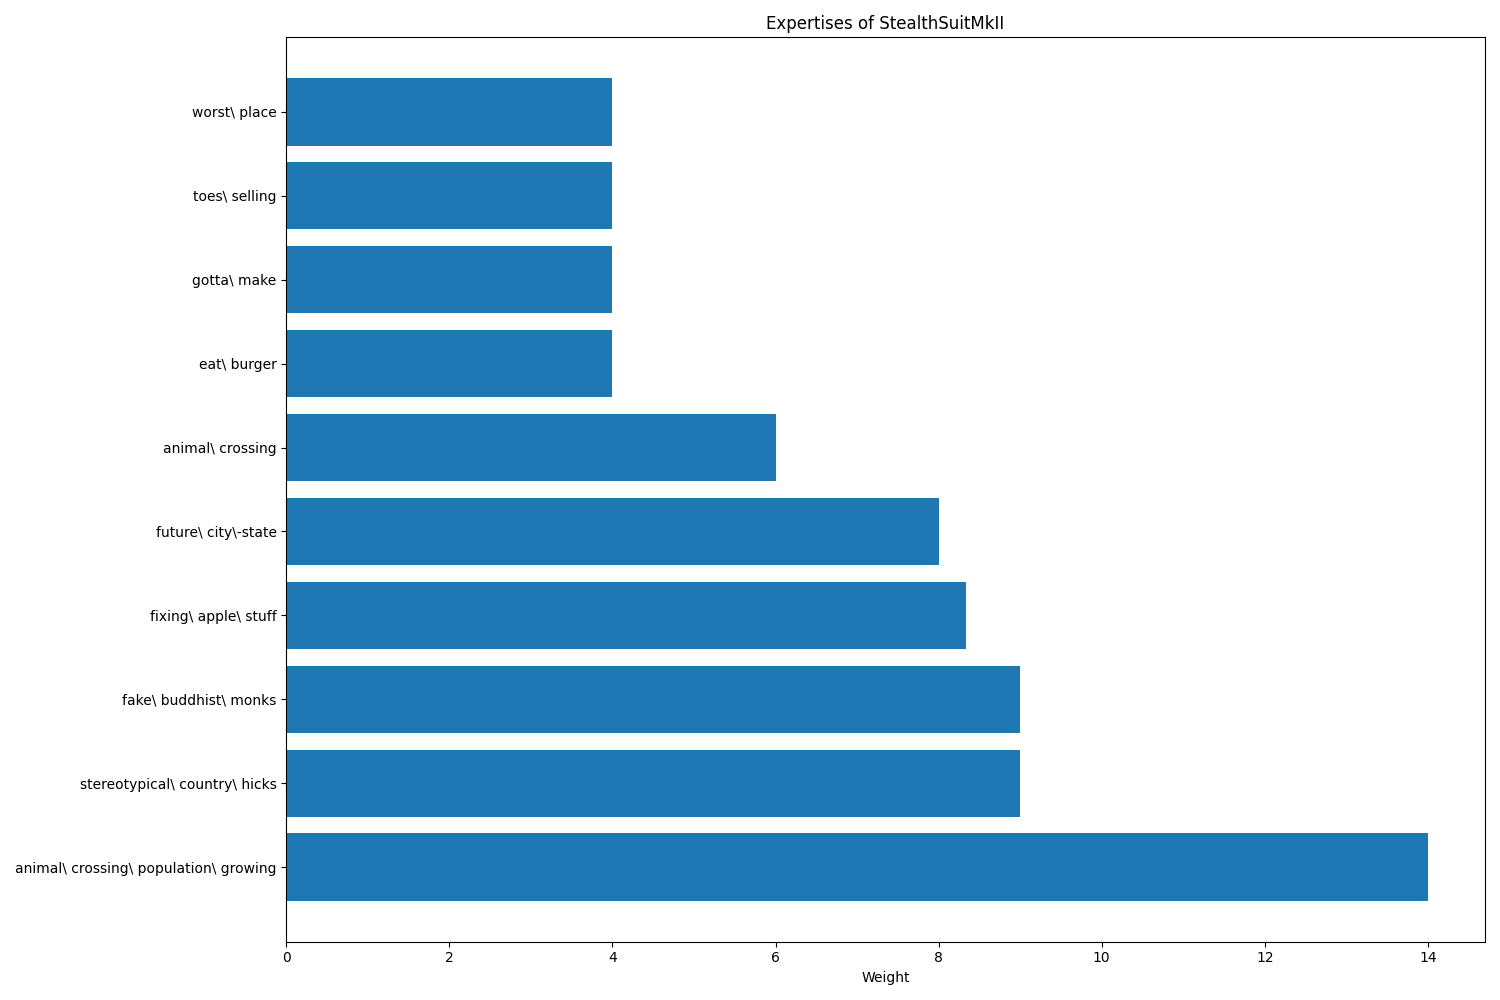 Expertises of StealthSuitMkII
worst\ place
toes\ selling
gotta\ make
eat\ burger
animal\ crossing
future\ city\-state
fixing\ apple\ stuff
fake\ buddhist\ monks
stereotypical\ country\ hicks
animal\ crossing\ population\ growing
0 2 4 6 8 10 12 14
Weight